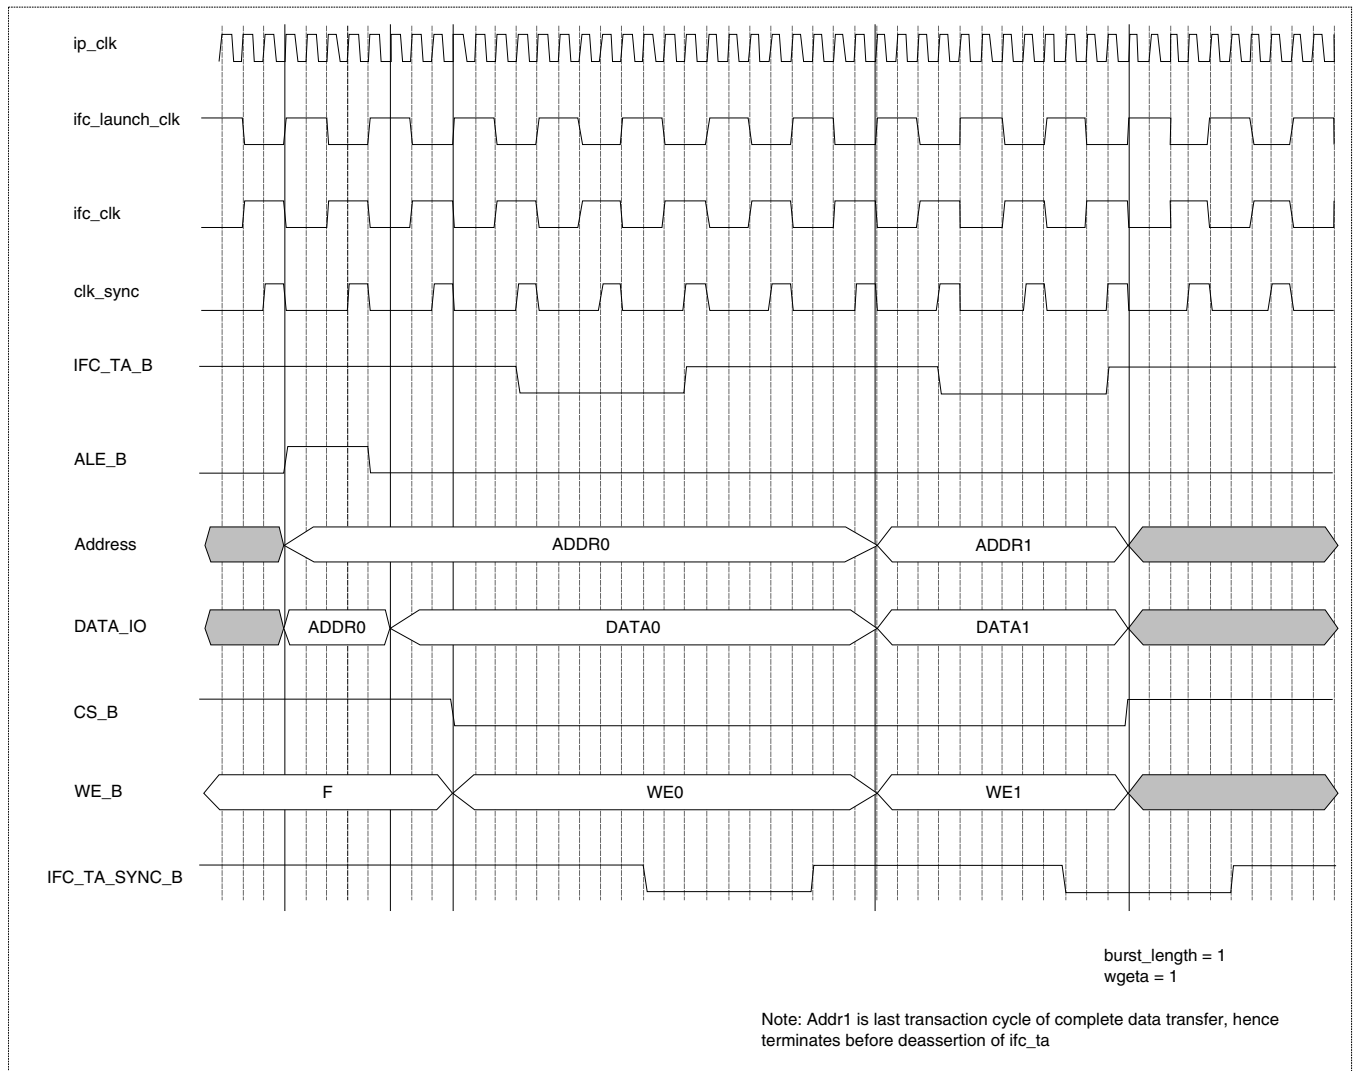 ip_clk
ifc_launch_clk
ifc_clk
clk_sync
IFC_TA_B
ALE_B
Address ADDR0 ADDR1
DATA_IO ADDR0 DATA0 DATA1
CS_B
WE_B F WE0 WE1
IFC_TA_SYNC_B
burst_length = 1
wgeta = 1
Note: Addr1 is last transaction cycle of complete data transfer, hence
terminates before deassertion of ifc_ta